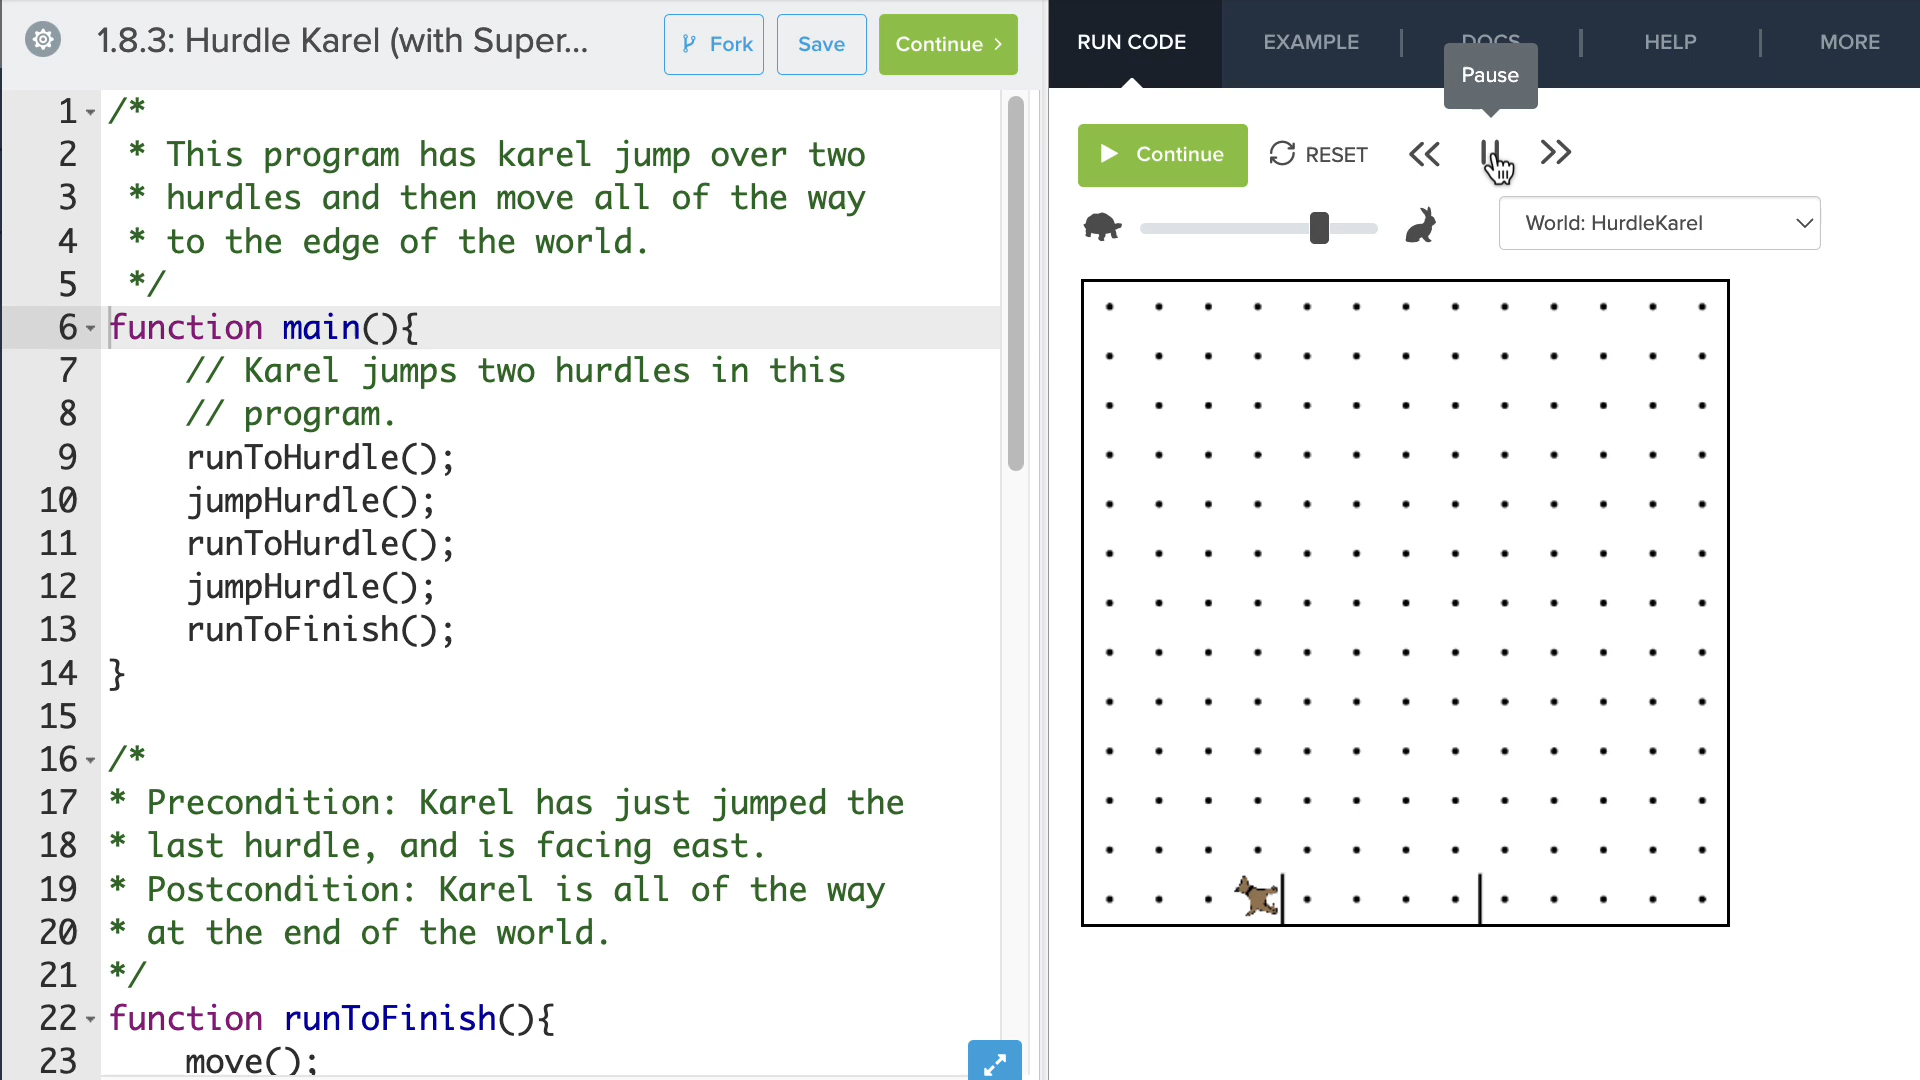 1.8.3: Hurdle Karel (with Super...
Fork
Save
Continue
RUN CODE
EXAMPLE
DOCS
HELP
MORE
Pause
Continue
RESET
World: HurdleKarel
1 /*
2 * This program has karel jump over two
3 * hurdles and then move all of the way
4 * to the edge of the world.
5 */
6 function main(){
7 // Karel jumps two hurdles in this
8 // program.
9 runToHurdle();
10 jumpHurdle();
11 runToHurdle();
12 jumpHurdle();
13 runToFinish();
14 }
15
16 /*
17 * Precondition: Karel has just jumped the
18 * last hurdle, and is facing east.
19 * Postcondition: Karel is all of the way
20 * at the end of the world.
21 */
22 function runToFinish(){
23 move();